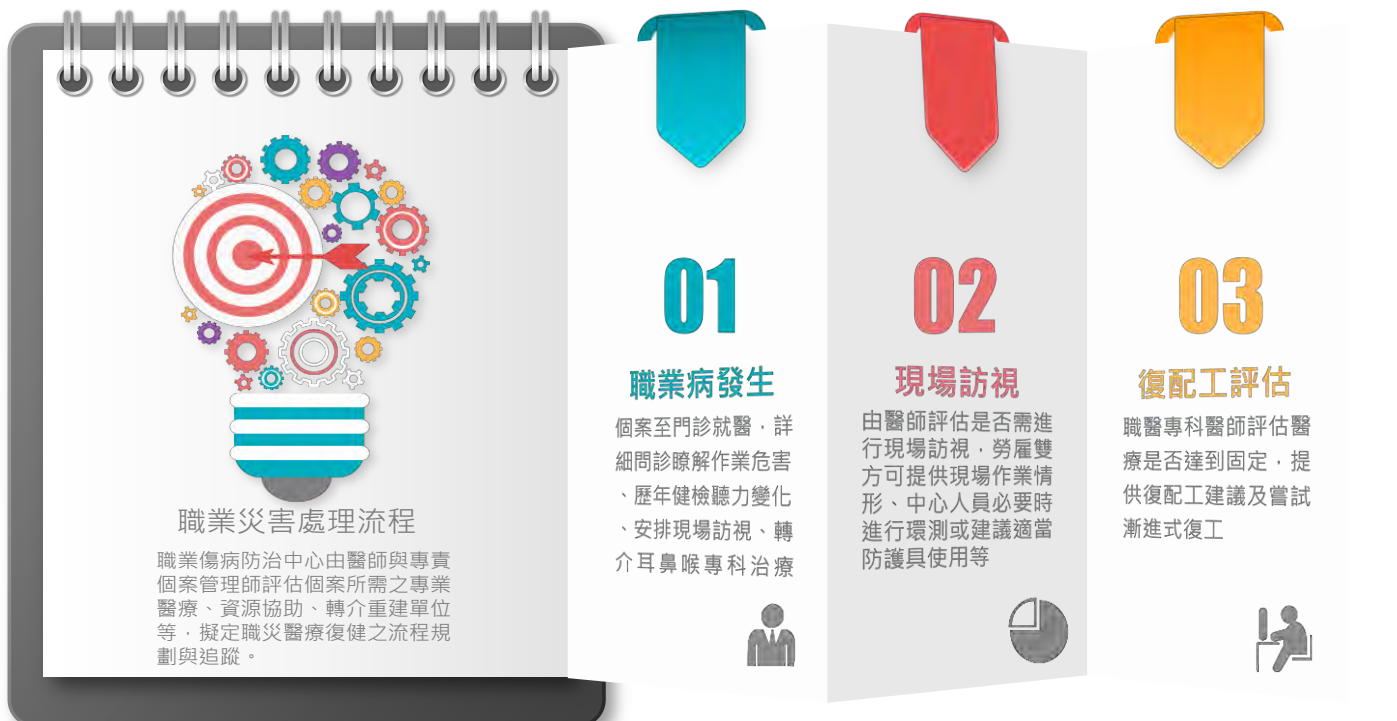 職業災害處理流程
職業傷病防治中心由醫師與專責
個案管理師評估個案所需之專業
醫療、資源協助、轉介重建單位
等，擬定職災醫療復健之流程規
劃與追蹤。
01
職業病發生
個案至門診就醫，詳
細問診瞭解作業危害
、歷年健檢聽力變化
、安排現場訪視、轉
介耳鼻喉專科治療
02
現場訪視
由醫師評估是否需進
行現場訪視，勞雇雙
方可提供現場作業情
形、中心人員必要時
進行環測或建議適當
防護具使用等
03
復配工評估
職醫專科醫師評估醫
療是否達到固定，提
供復配工建議及嘗試
漸進式復工